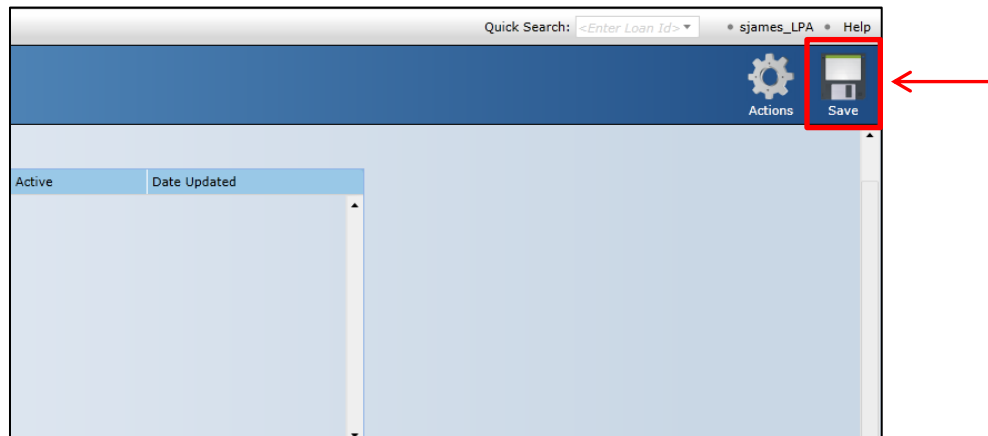 Quick Search: <Enter Loan Id> • sjames_LPA • Help
Actions Save
Active Date Updated